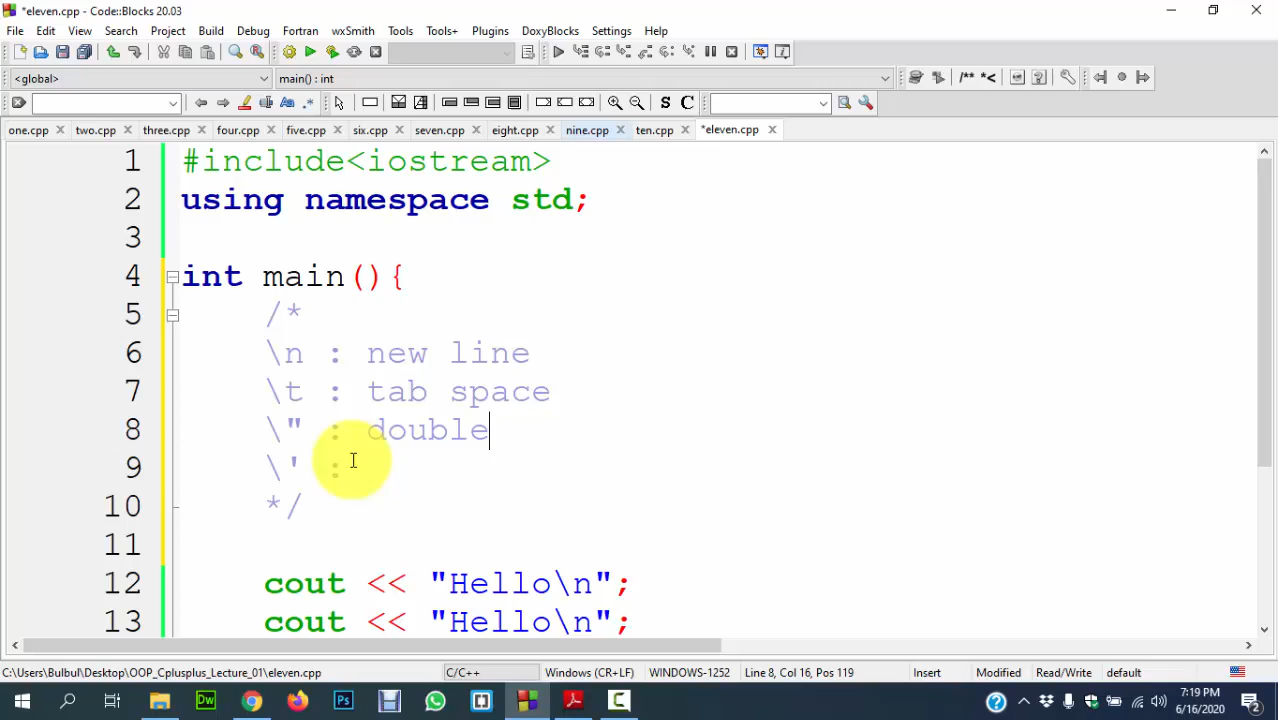 *eleven.cpp - Code::Blocks 20.03
File Edit View Search Project Build Debug Fortran wxSmith Tools Tools+ Plugins DoxyBlocks Settings Help
<global> main() : int
/** *<
S C
one.cpp two.cpp three.cpp four.cpp five.cpp six.cpp seven.cpp eight.cpp nine.cpp ten.cpp *eleven.cpp
1 #include<iostream>
2 using namespace std;
3
4 int main(){
5 /*
6 \n : new line
7 \t : tab space
8 \" : double
9 \' :
10 */
11
12 cout << "Hello\n";
13 cout << "Hello\n";
C:\Users\Bulbul\Desktop\OOP_Cplusplus_Lecture_01\eleven.cpp C/C++ Windows (CR+LF) WINDOWS-1252 Line 8, Col 16, Pos 119 Insert Modified Read/Write default
Dw Ps 7:19 PM
6/16/2020 2